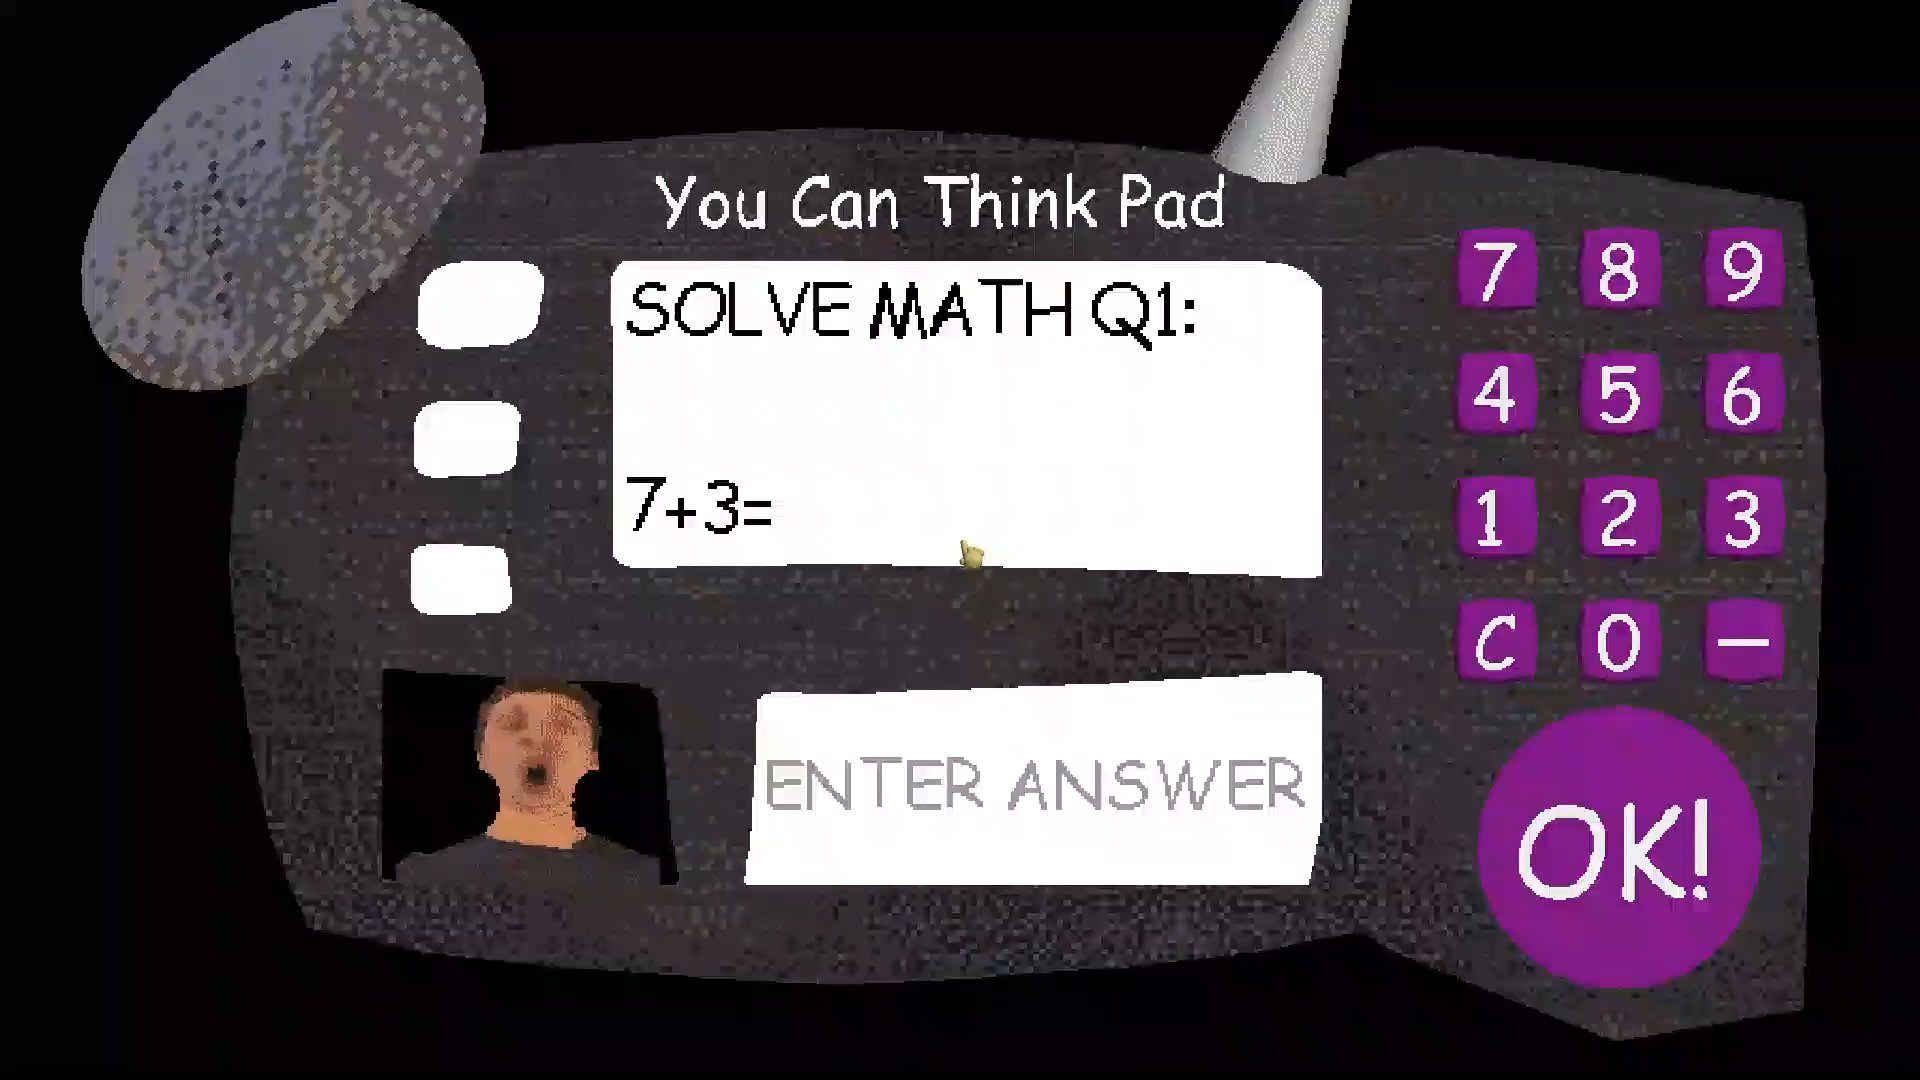 You Can Think Pad
SOLVE MATH Q1:
7+3=
ENTER ANSWER
7 8 9
4 5 6
1 2 3
C 0 −
OK!